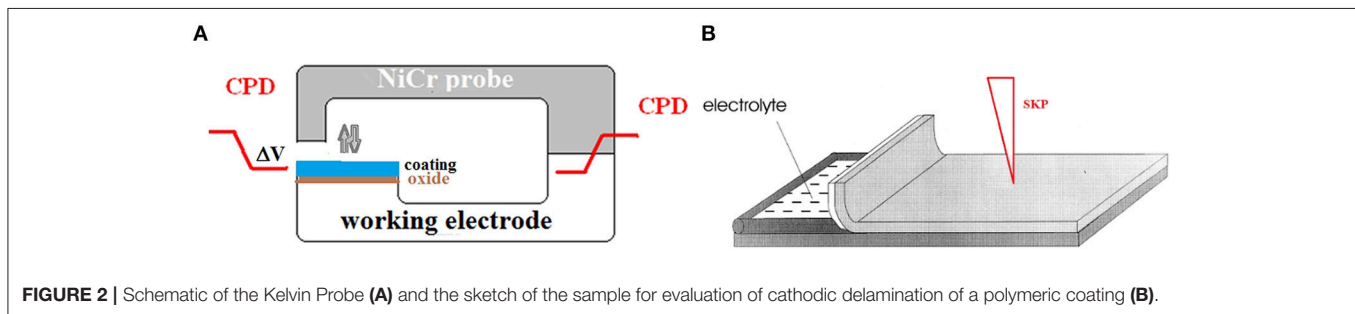 A
B
NiCr probe
CPD
CPD
electrolyte
SKP
ΔV
coating
oxide
working electrode
FIGURE 2 | Schematic of the Kelvin Probe (A) and the sketch of the sample for evaluation of cathodic delamination of a polymeric coating (B).